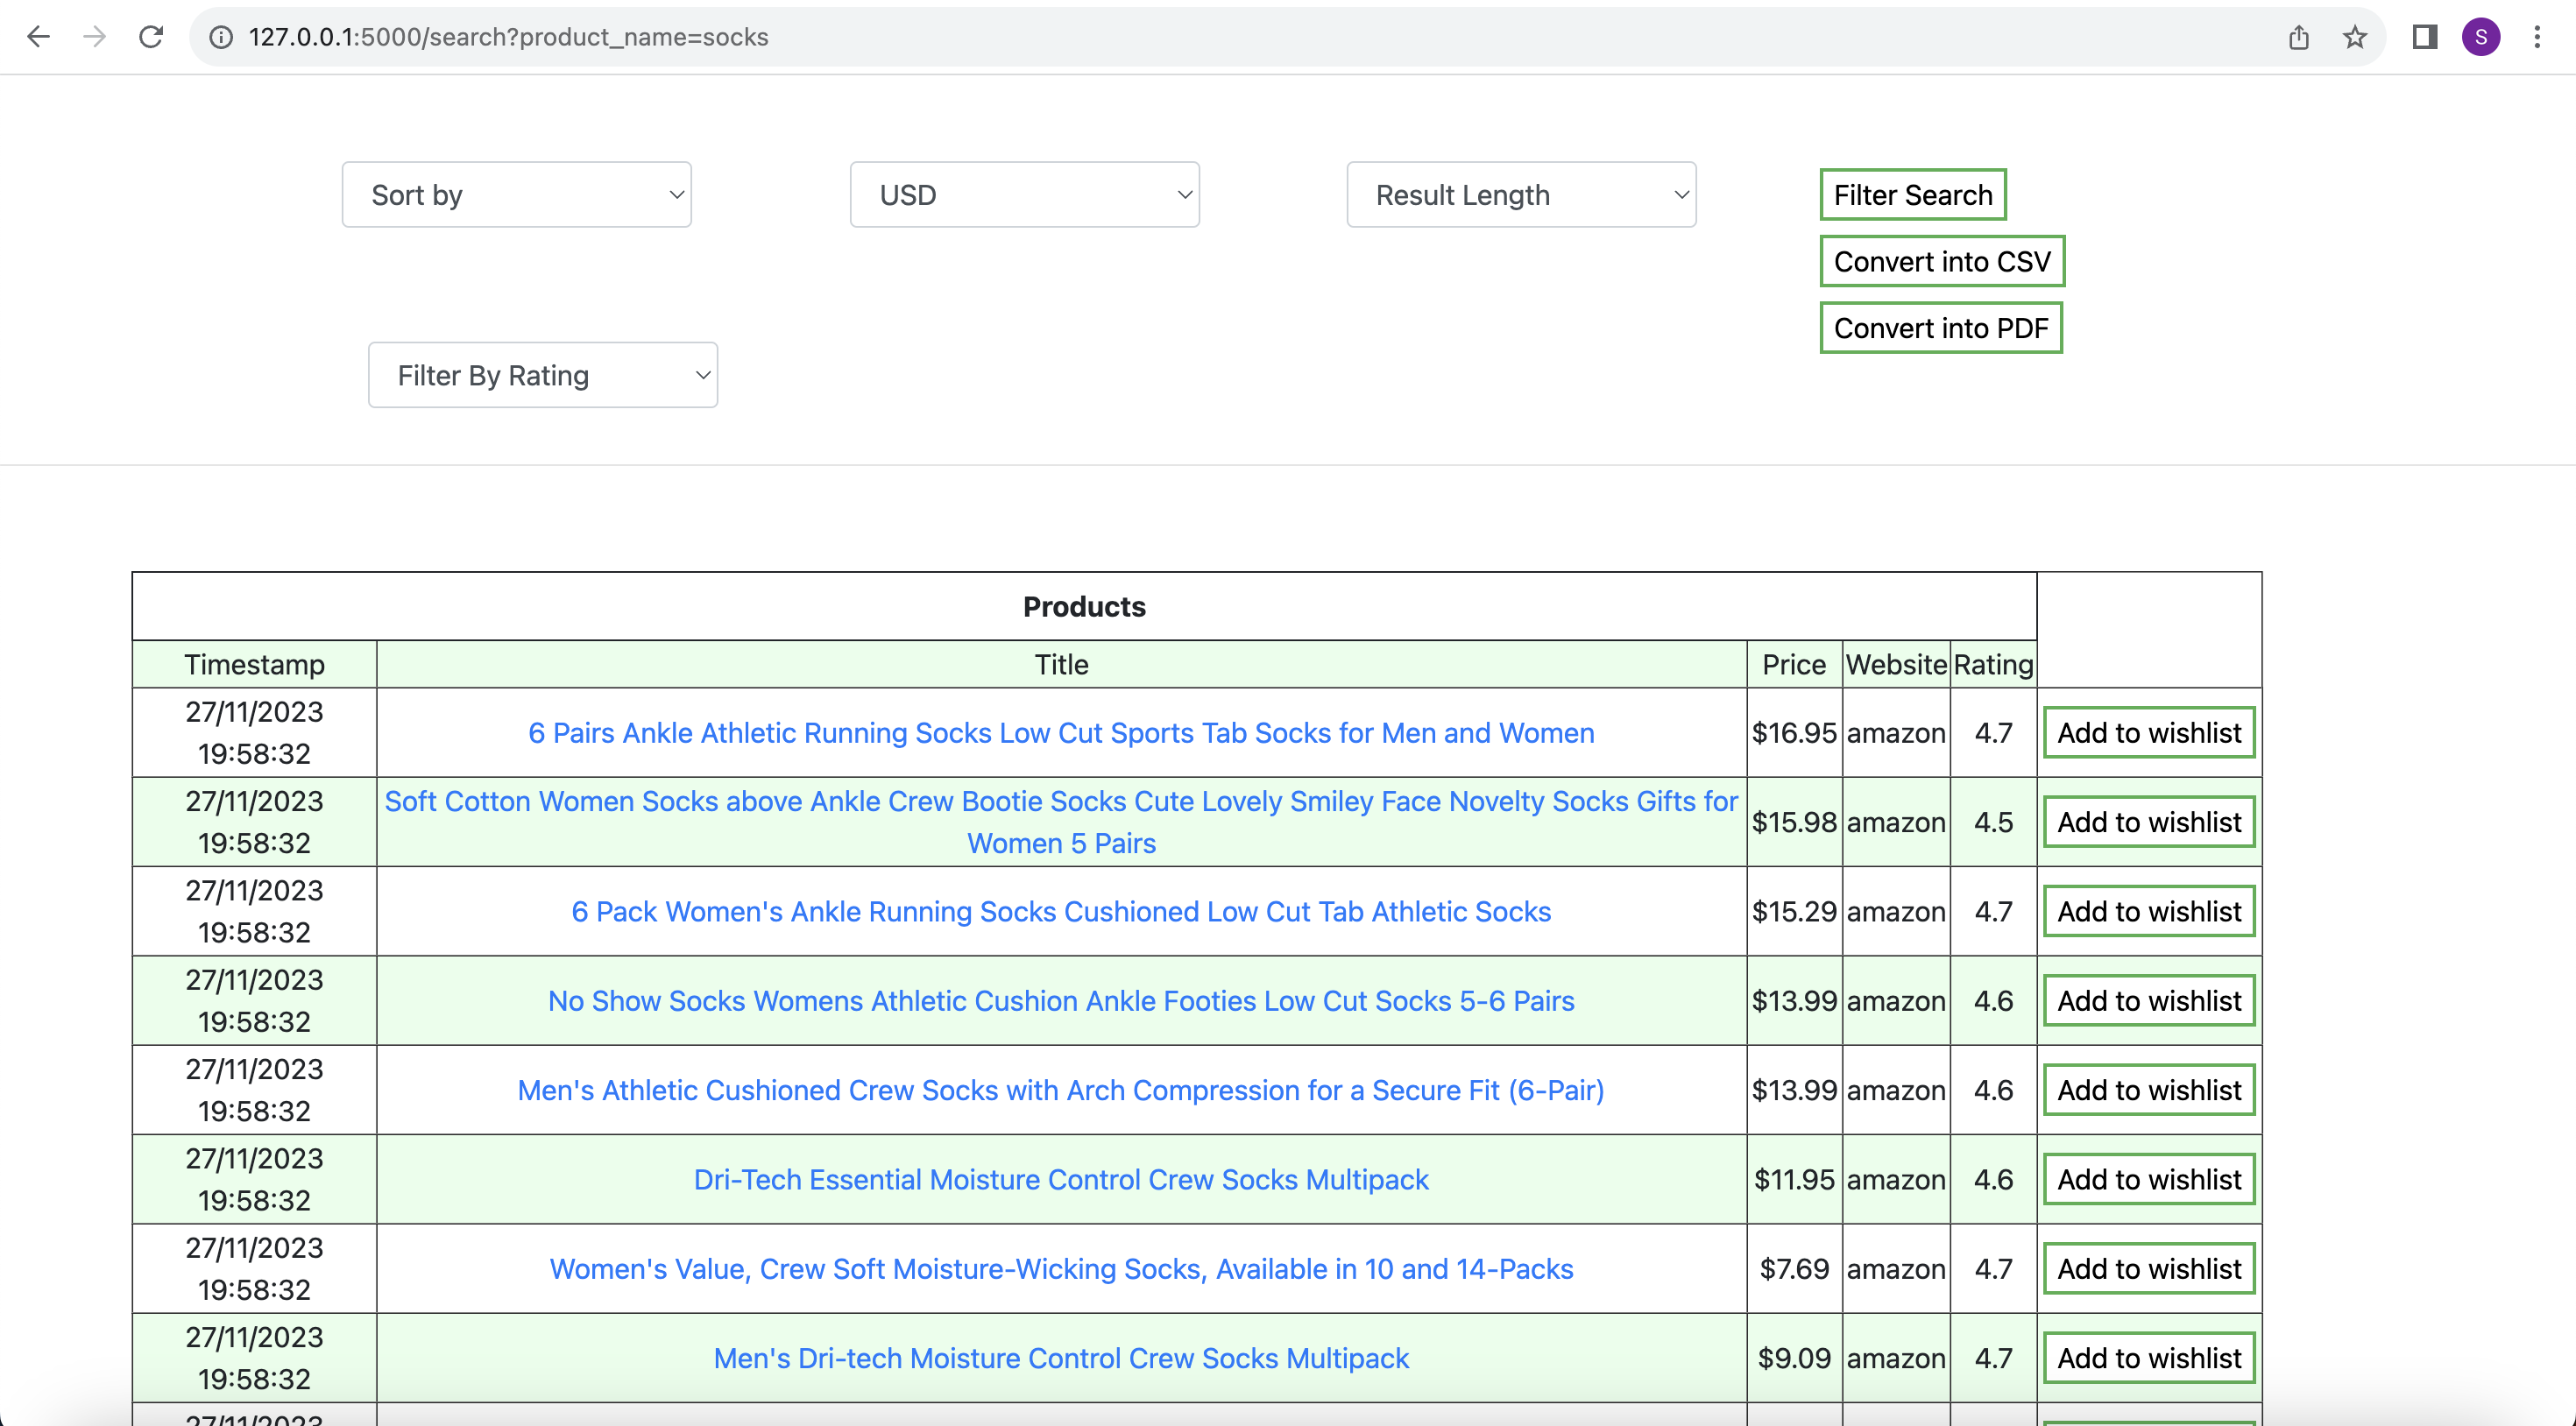 127.0.0.1:5000/search?product_name=socks
S
Sort by
USD
Result Length
Filter Search
Convert into CSV
Convert into PDF
Filter By Rating
Products
Timestamp Title Price Website Rating
27/11/2023
19:58:32
6 Pairs Ankle Athletic Running Socks Low Cut Sports Tab Socks for Men and Women
$16.95 amazon 4.7 Add to wishlist
27/11/2023
19:58:32
Soft Cotton Women Socks above Ankle Crew Bootie Socks Cute Lovely Smiley Face Novelty Socks Gifts for
Women 5 Pairs
$15.98 amazon 4.5 Add to wishlist
27/11/2023
19:58:32
6 Pack Women's Ankle Running Socks Cushioned Low Cut Tab Athletic Socks
$15.29 amazon 4.7 Add to wishlist
27/11/2023
19:58:32
No Show Socks Womens Athletic Cushion Ankle Footies Low Cut Socks 5-6 Pairs
$13.99 amazon 4.6 Add to wishlist
27/11/2023
19:58:32
Men's Athletic Cushioned Crew Socks with Arch Compression for a Secure Fit (6-Pair)
$13.99 amazon 4.6 Add to wishlist
27/11/2023
19:58:32
Dri-Tech Essential Moisture Control Crew Socks Multipack
$11.95 amazon 4.6 Add to wishlist
27/11/2023
19:58:32
Women's Value, Crew Soft Moisture-Wicking Socks, Available in 10 and 14-Packs
$7.69 amazon 4.7 Add to wishlist
27/11/2023
19:58:32
Men's Dri-tech Moisture Control Crew Socks Multipack
$9.09 amazon 4.7 Add to wishlist
27/11/2023